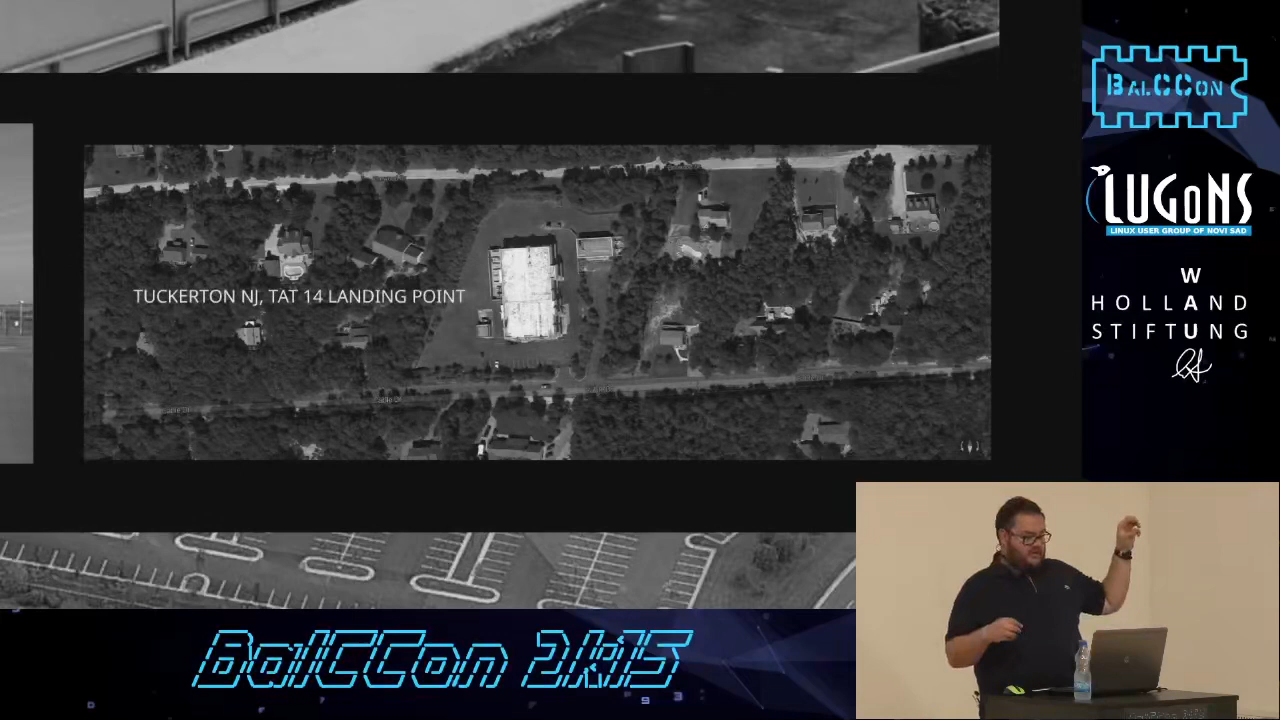 TUCKERTON NJ, TAT 14 LANDING POINT
BALCCON
LUGONS
LINUX USER GROUP OF NOVI SAD
W
HOLLAND
STIFTUNG
BalCCon 2k15